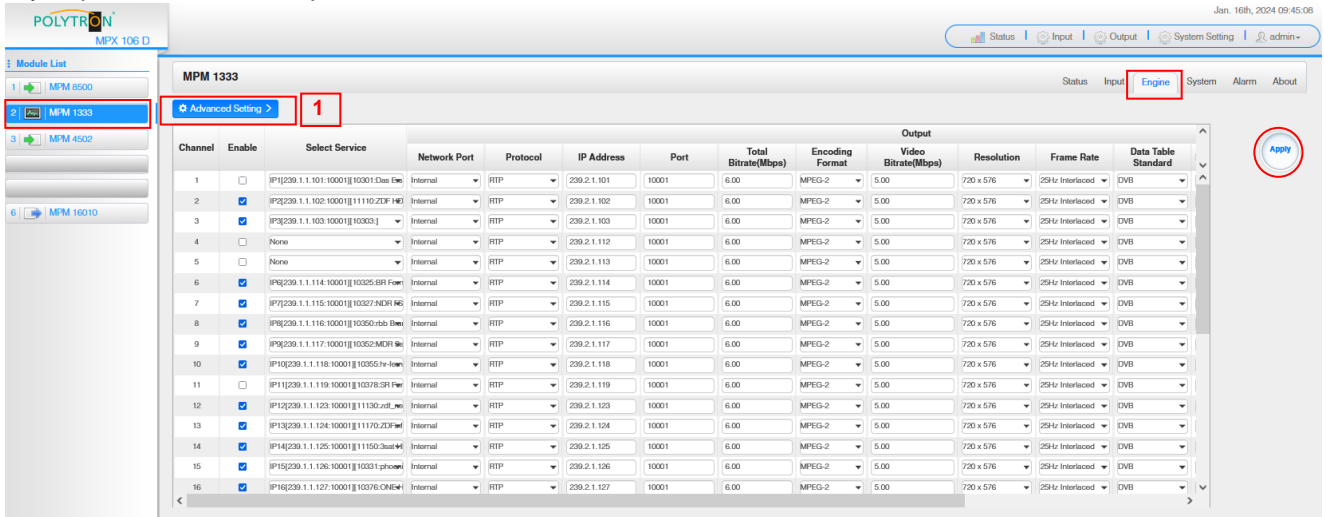 Jan. 16th, 2024 09:45:08
POLYTRON
MPX 106 D
Status Input Output System Setting admin
Module List
1 MPM 8500
2 MPM 1333
3 MPM 4502
6 MPM 16010
MPM 1333
Status Input Engine System Alarm About
Advanced Setting >
1
Apply
Output
Channel Enable Select Service Network Port Protocol IP Address Port Total Bitrate(Mbps) Encoding Format Video Bitrate(Mbps) Resolution Frame Rate Data Table Standard
1 IP1[239.1.1.101:10001][10301:Das Internal RTP 239.2.1.101 10001 6.00 MPEG-2 5.00 720 x 576 25Hz Interlaced DVB
2 IP2[239.1.1.102:10001][11110:ZDF Internal RTP 239.2.1.102 10001 6.00 MPEG-2 5.00 720 x 576 25Hz Interlaced DVB
3 IP3[239.1.1.103:10001][10303:] Internal RTP 239.2.1.103 10001 6.00 MPEG-2 5.00 720 x 576 25Hz Interlaced DVB
4 None Internal RTP 239.2.1.112 10001 6.00 MPEG-2 5.00 720 x 576 25Hz Interlaced DVB
5 None Internal RTP 239.2.1.113 10001 6.00 MPEG-2 5.00 720 x 576 25Hz Interlaced DVB
6 IP6[239.1.1.114:10001][10325:BR Internal RTP 239.2.1.114 10001 6.00 MPEG-2 5.00 720 x 576 25Hz Interlaced DVB
7 IP7[239.1.1.115:10001][10327:NDR Internal RTP 239.2.1.115 10001 6.00 MPEG-2 5.00 720 x 576 25Hz Interlaced DVB
8 IP8[239.1.1.116:10001][10350:rbb Internal RTP 239.2.1.116 10001 6.00 MPEG-2 5.00 720 x 576 25Hz Interlaced DVB
9 IP9[239.1.1.117:10001][10352:MDR Internal RTP 239.2.1.117 10001 6.00 MPEG-2 5.00 720 x 576 25Hz Interlaced DVB
10 IP10[239.1.1.118:10001][10355: Internal RTP 239.2.1.118 10001 6.00 MPEG-2 5.00 720 x 576 25Hz Interlaced DVB
11 IP11[239.1.1.119:10001][10378:SR Internal RTP 239.2.1.119 10001 6.00 MPEG-2 5.00 720 x 576 25Hz Interlaced DVB
12 IP12[239.1.1.123:10001][11130: Internal RTP 239.2.1.123 10001 6.00 MPEG-2 5.00 720 x 576 25Hz Interlaced DVB
13 IP13[239.1.1.124:10001][11170: Internal RTP 239.2.1.124 10001 6.00 MPEG-2 5.00 720 x 576 25Hz Interlaced DVB
14 IP14[239.1.1.125:10001][11150:3sat Internal RTP 239.2.1.125 10001 6.00 MPEG-2 5.00 720 x 576 25Hz Interlaced DVB
15 IP15[239.1.1.126:10001][10331: Internal RTP 239.2.1.126 10001 6.00 MPEG-2 5.00 720 x 576 25Hz Interlaced DVB
16 IP16[239.1.1.127:10001][10376:ONE Internal RTP 239.2.1.127 10001 6.00 MPEG-2 5.00 720 x 576 25Hz Interlaced DVB